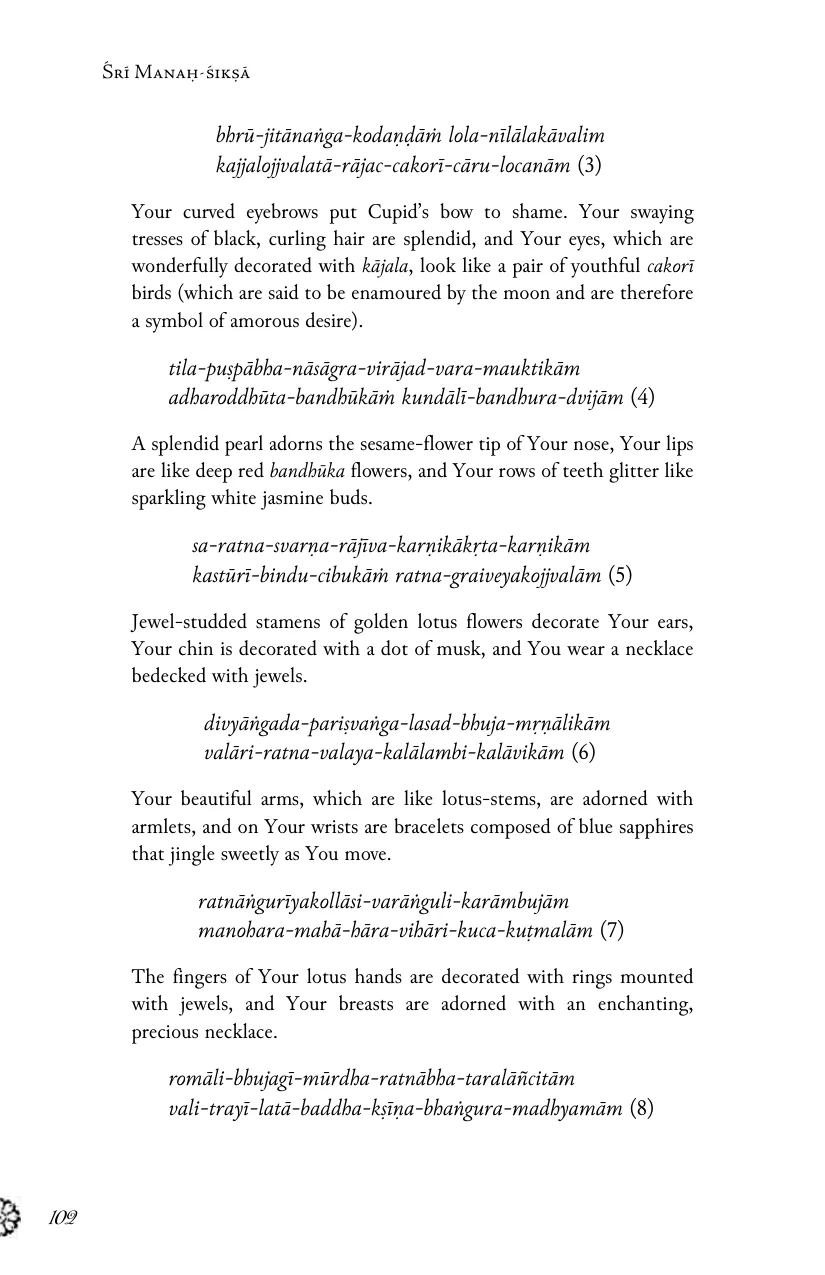 Śrī Manaḥ-śikṣā
bhrū-jitānaṅga-kodaṇḍāṁ lola-nīlālakāvalim
kajjalojjvalatā-rājac-cakorī-cāru-locanām (3)
Your curved eyebrows put Cupid’s bow to shame. Your swaying
tresses of black, curling hair are splendid, and Your eyes, which are
wonderfully decorated with kājala, look like a pair of youthful cakorī
birds (which are said to be enamoured by the moon and are therefore
a symbol of amorous desire).
tila-puṣpābha-nāsāgra-virājad-vara-mauktikām
adharoddhūta-bandhūkāṁ kundālī-bandhura-dvijām (4)
A splendid pearl adorns the sesame-flower tip of Your nose, Your lips
are like deep red bandhūka flowers, and Your rows of teeth glitter like
sparkling white jasmine buds.
sa-ratna-svarṇa-rājīva-karṇikākṛta-karṇikām
kastūrī-bindu-cibukāṁ ratna-graiveyakojjvalām (5)
Jewel-studded stamens of golden lotus flowers decorate Your ears,
Your chin is decorated with a dot of musk, and You wear a necklace
bedecked with jewels.
divyāṅgada-pariṣvaṅga-lasad-bhuja-mṛṇālikām
valāri-ratna-valaya-kalālambi-kalāvikām (6)
Your beautiful arms, which are like lotus-stems, are adorned with
armlets, and on Your wrists are bracelets composed of blue sapphires
that jingle sweetly as You move.
ratnāṅgurīyakollāsi-varāṅguli-karāmbujām
manohara-mahā-hāra-vihāri-kuca-kuṭmalām (7)
The fingers of Your lotus hands are decorated with rings mounted
with jewels, and Your breasts are adorned with an enchanting,
precious necklace.
romāli-bhujagī-mūrdha-ratnābha-taralāñcitām
vali-trayī-latā-baddha-kṣīṇa-bhaṅgura-madhyamām (8)
102